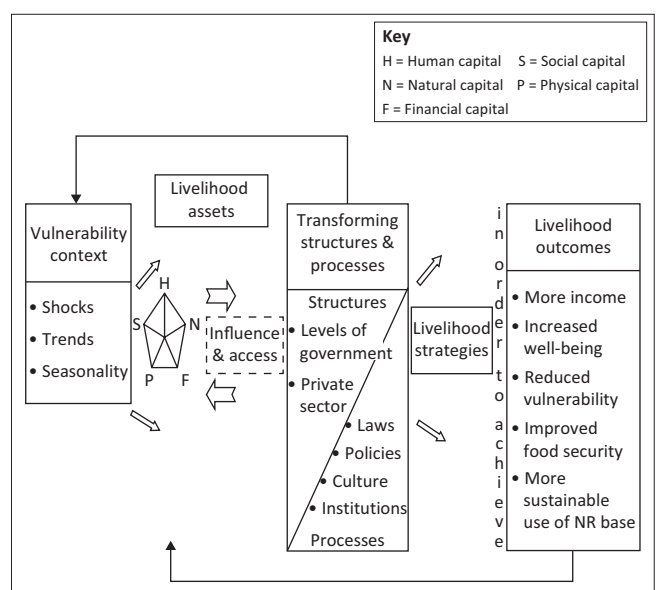 Key
H = Human capital S = Social capital
N = Natural capital P = Physical capital
F = Financial capital
Livelihood
assets
Vulnerability
context
• Shocks
• Trends
• Seasonality
H
S N
P F
Influence
& access
Transforming
structures &
processes
Structures
• Levels of
government
• Private
sector
• Laws
• Policies
• Culture
• Institutions
Processes
Livelihood
strategies
in order to achieve
Livelihood
outcomes
• More income
• Increased
well-being
• Reduced
vulnerability
• Improved
food security
• More
sustainable
use of NR base